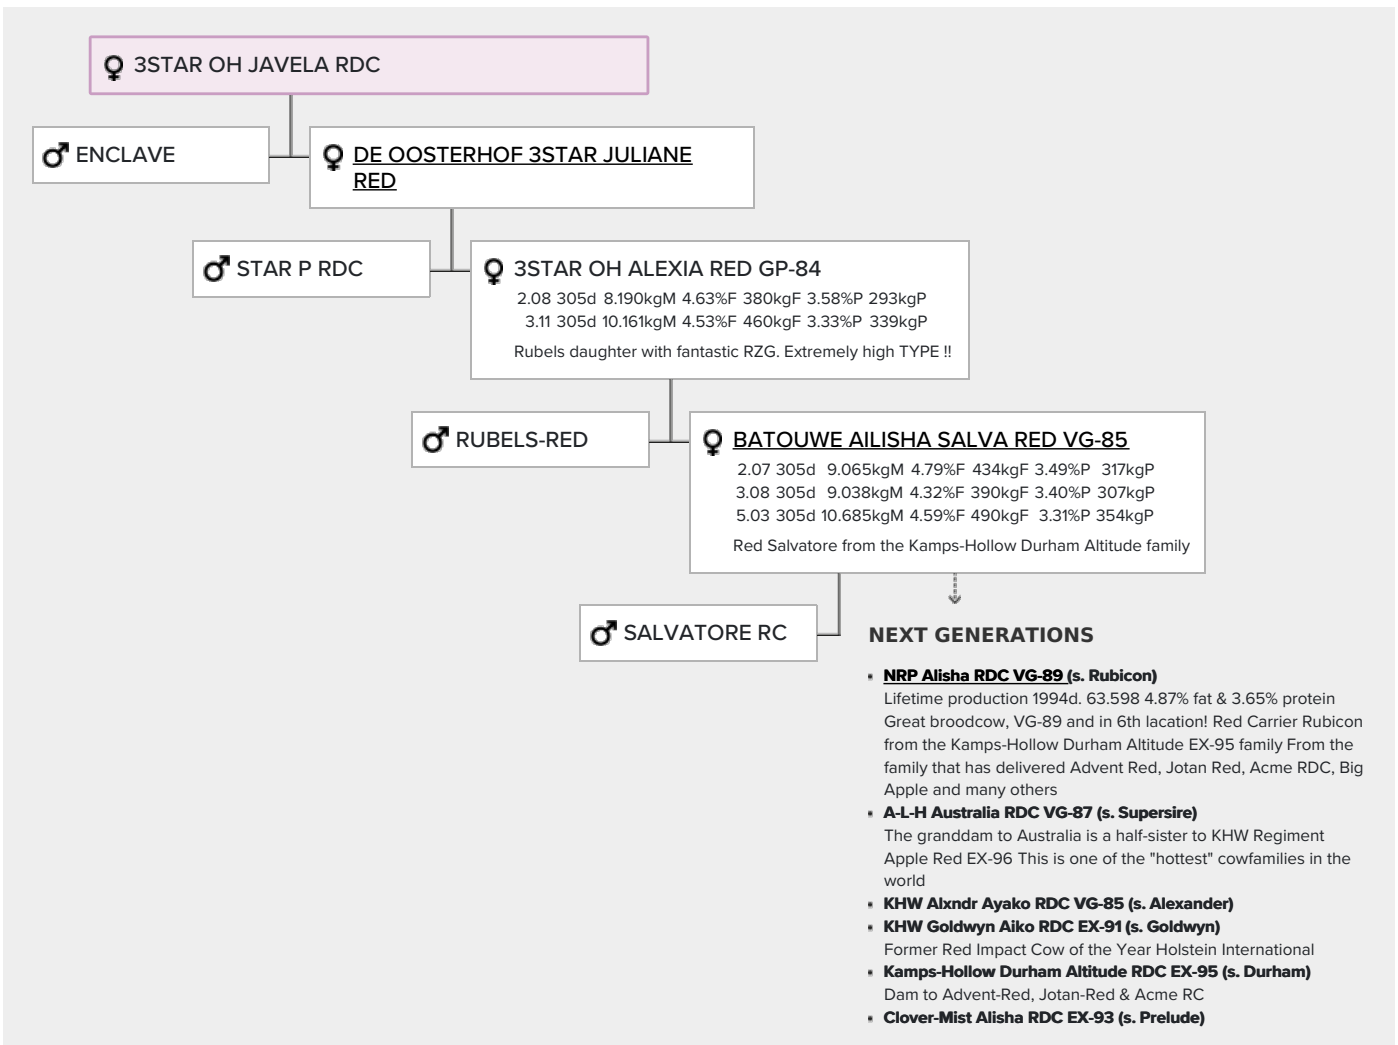 3STAR OH JAVELA RDC
ENCLAVE
DE OOSTERHOF 3STAR JULIANE
RED
STAR P RDC
3STAR OH ALEXIA RED GP-84
2.08 305d 8.190kgM 4.63%F 380kgF 3.58%P 293kgP
3.11 305d 10.161kgM 4.53%F 460kgF 3.33%P 339kgP
Rubels daughter with fantastic RZG. Extremely high TYPE !!
RUBELS-RED
BATOUWE AILISHA SALVA RED VG-85
2.07 305d 9.065kgM 4.79%F 434kgF 3.49%P 317kgP
3.08 305d 9.038kgM 4.32%F 390kgF 3.40%P 307kgP
5.03 305d 10.685kgM 4.59%F 490kgF 3.31%P 354kgP
Red Salvatore from the Kamps-Hollow Durham Altitude family
SALVATORE RC
NEXT GENERATIONS
NRP Alisha RDC VG-89 (s. Rubicon)
Lifetime production 1994d. 63.598 4.87% fat & 3.65% protein
Great broodcow, VG-89 and in 6th lacation! Red Carrier Rubicon
from the Kamps-Hollow Durham Altitude EX-95 family From the
family that has delivered Advent Red, Jotan Red, Acme RDC, Big
Apple and many others
A-L-H Australia RDC VG-87 (s. Supersire)
The granddam to Australia is a half-sister to KHW Regiment
Apple Red EX-96 This is one of the "hottest" cowfamilies in the
world
KHW Alxndr Ayako RDC VG-85 (s. Alexander)
KHW Goldwyn Aiko RDC EX-91 (s. Goldwyn)
Former Red Impact Cow of the Year Holstein International
Kamps-Hollow Durham Altitude RDC EX-95 (s. Durham)
Dam to Advent-Red, Jotan-Red & Acme RC
Clover-Mist Alisha RDC EX-93 (s. Prelude)